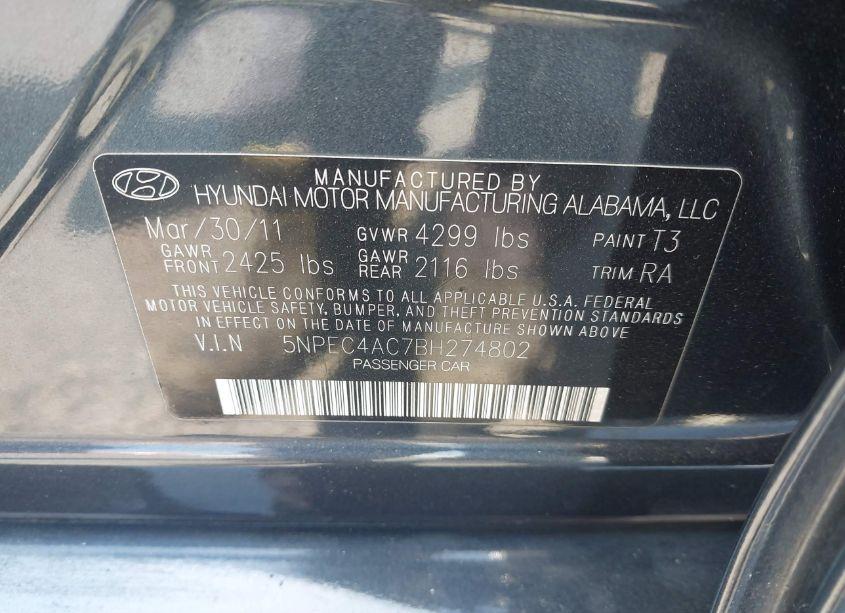 MANUFACTURED BY
HYUNDAI MOTOR MANUFACTURING ALABAMA, LLC
Mar/30/11 GVWR 4299 lbs PAINT T3
GAWR FRONT 2425 lbs GAWR REAR 2116 lbs TRIM RA
THIS VEHICLE CONFORMS TO ALL APPLICABLE U.S.A. FEDERAL
MOTOR VEHICLE SAFETY, BUMPER, AND THEFT PREVENTION STANDARDS
IN EFFECT ON THE DATE OF MANUFACTURE SHOWN ABOVE
V.I.N 5NPEC4AC7BH274802
PASSENGER CAR